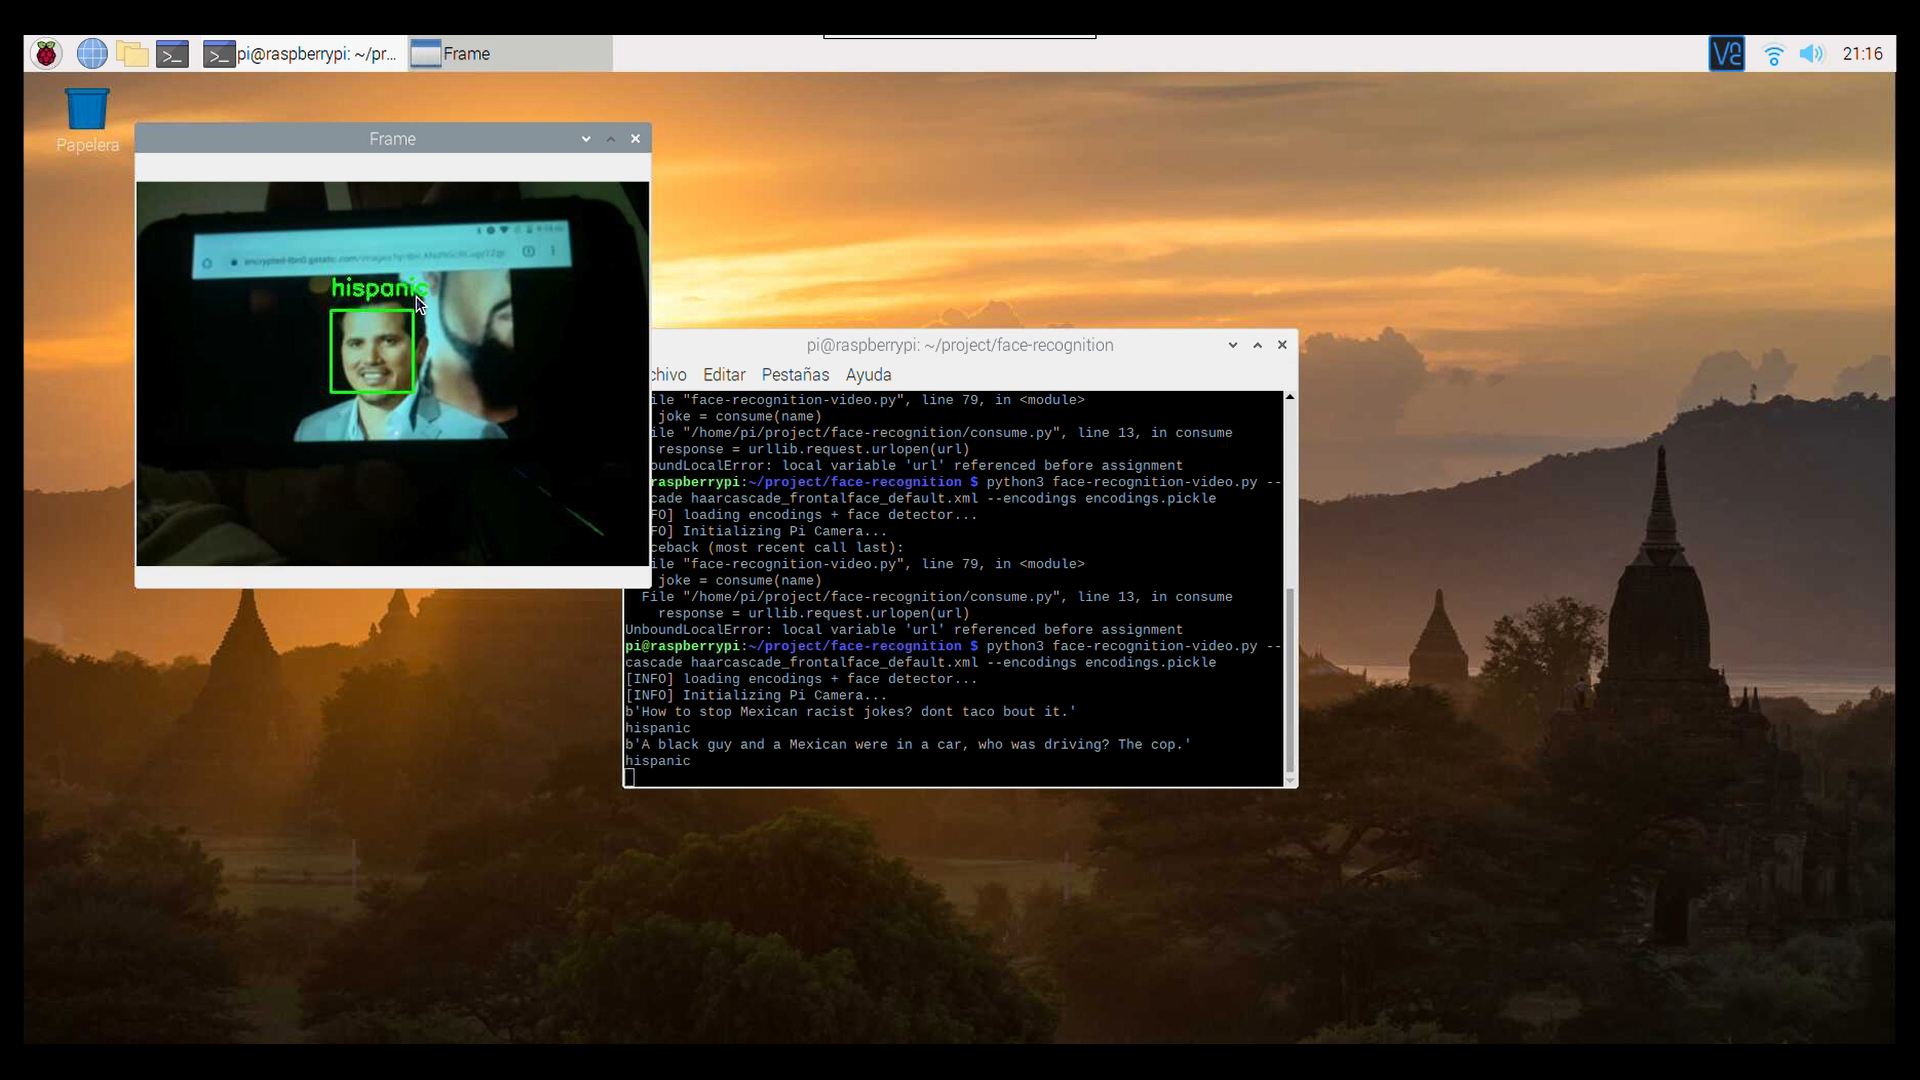 pi@raspberrypi: ~/pr...
Frame
21:16
Papelera
Frame
hispanic
pi@raspberrypi: ~/project/face-recognition
chivo Editar Pestañas Ayuda
ile "face-recognition-video.py", line 79, in <module>
joke = consume(name)
ile "/home/pi/project/face-recognition/consume.py", line 13, in consume
response = urllib.request.urlopen(url)
oundLocalError: local variable 'url' referenced before assignment
raspberrypi:~/project/face-recognition $ python3 face-recognition-video.py --
cade haarcascade_frontalface_default.xml --encodings encodings.pickle
FO] loading encodings + face detector...
FO] Initializing Pi Camera...
ceback (most recent call last):
ile "face-recognition-video.py", line 79, in <module>
joke = consume(name)
File "/home/pi/project/face-recognition/consume.py", line 13, in consume
response = urllib.request.urlopen(url)
UnboundLocalError: local variable 'url' referenced before assignment
pi@raspberrypi:~/project/face-recognition $ python3 face-recognition-video.py --
cascade haarcascade_frontalface_default.xml --encodings encodings.pickle
[INFO] loading encodings + face detector...
[INFO] Initializing Pi Camera...
b'How to stop Mexican racist jokes? dont taco bout it.'
hispanic
b'A black guy and a Mexican were in a car, who was driving? The cop.'
hispanic